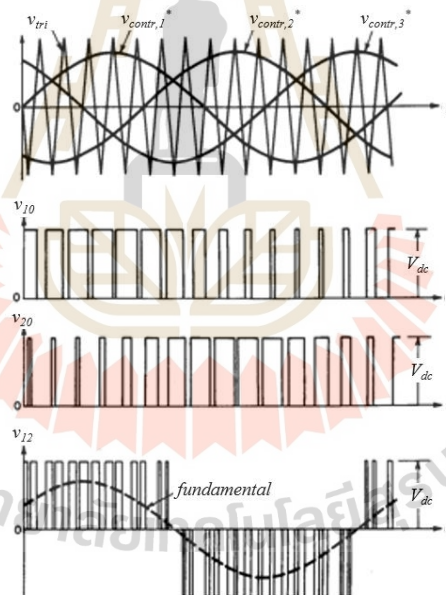 v_tri v_contr,1* v_contr,2* v_contr,3*
0
v_10
V_dc
0
v_20
V_dc
0
v_12
fundamental
V_dc
0